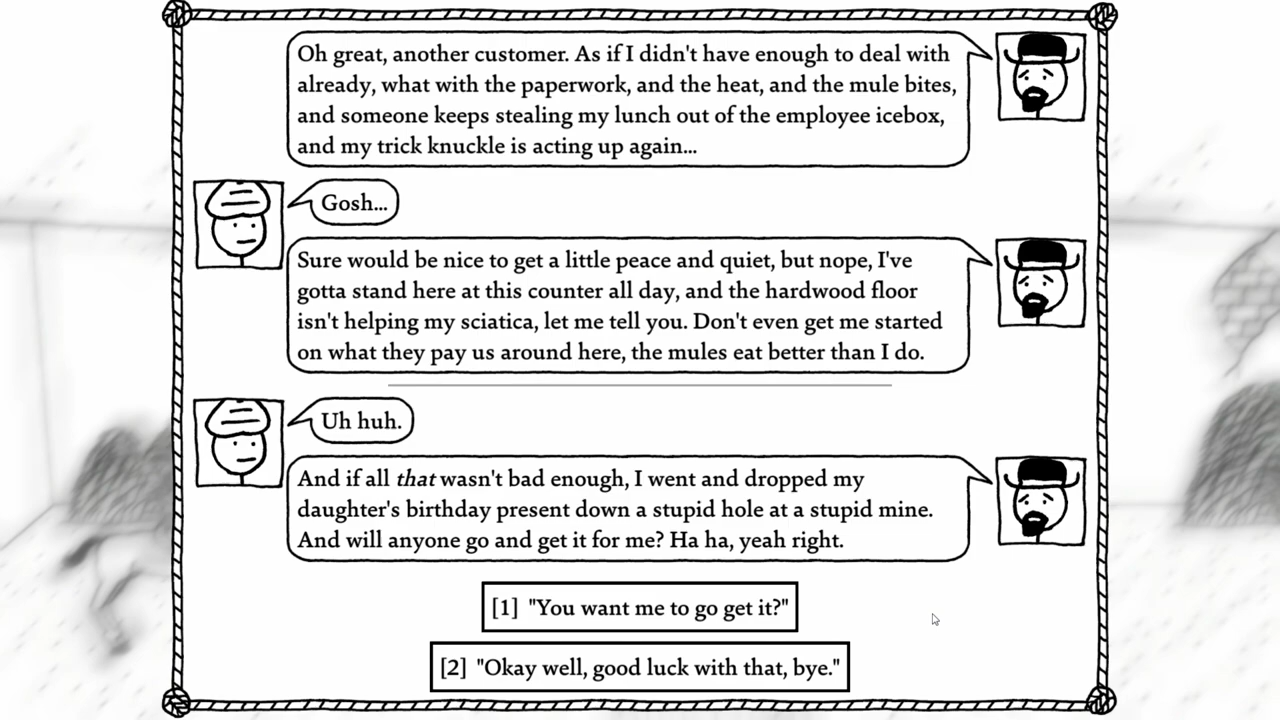 Oh great, another customer. As if I didn't have enough to deal with
already, what with the paperwork, and the heat, and the mule bites,
and someone keeps stealing my lunch out of the employee icebox,
and my trick knuckle is acting up again...
Gosh...
Sure would be nice to get a little peace and quiet, but nope, I've
gotta stand here at this counter all day, and the hardwood floor
isn't helping my sciatica, let me tell you. Don't even get me started
on what they pay us around here, the mules eat better than I do.
Uh huh.
And if all that wasn't bad enough, I went and dropped my
daughter's birthday present down a stupid hole at a stupid mine.
And will anyone go and get it for me? Ha ha, yeah right.
[1] "You want me to go get it?"
[2] "Okay well, good luck with that, bye."